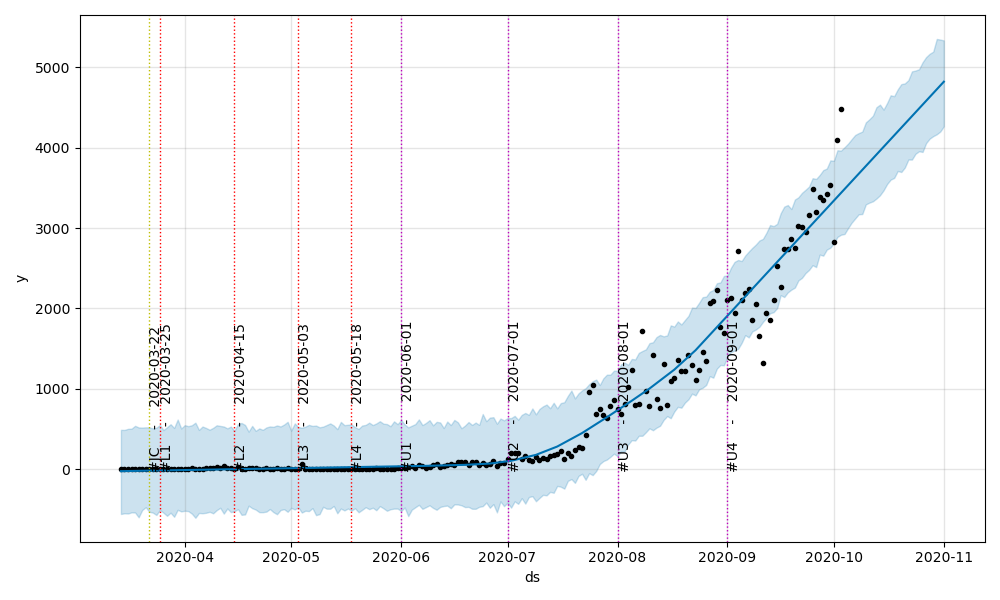 5000
4000
3000
2000
1000
0
y
#C - 2020-03-22
#L1 - 2020-03-25
#L2 - 2020-04-15
#L3 - 2020-05-03
#L4 - 2020-05-18
#U1 - 2020-06-01
#U2 - 2020-07-01
#U3 - 2020-08-01
#U4 - 2020-09-01
2020-04
2020-05
2020-06
2020-07
2020-08
2020-09
2020-10
2020-11
ds